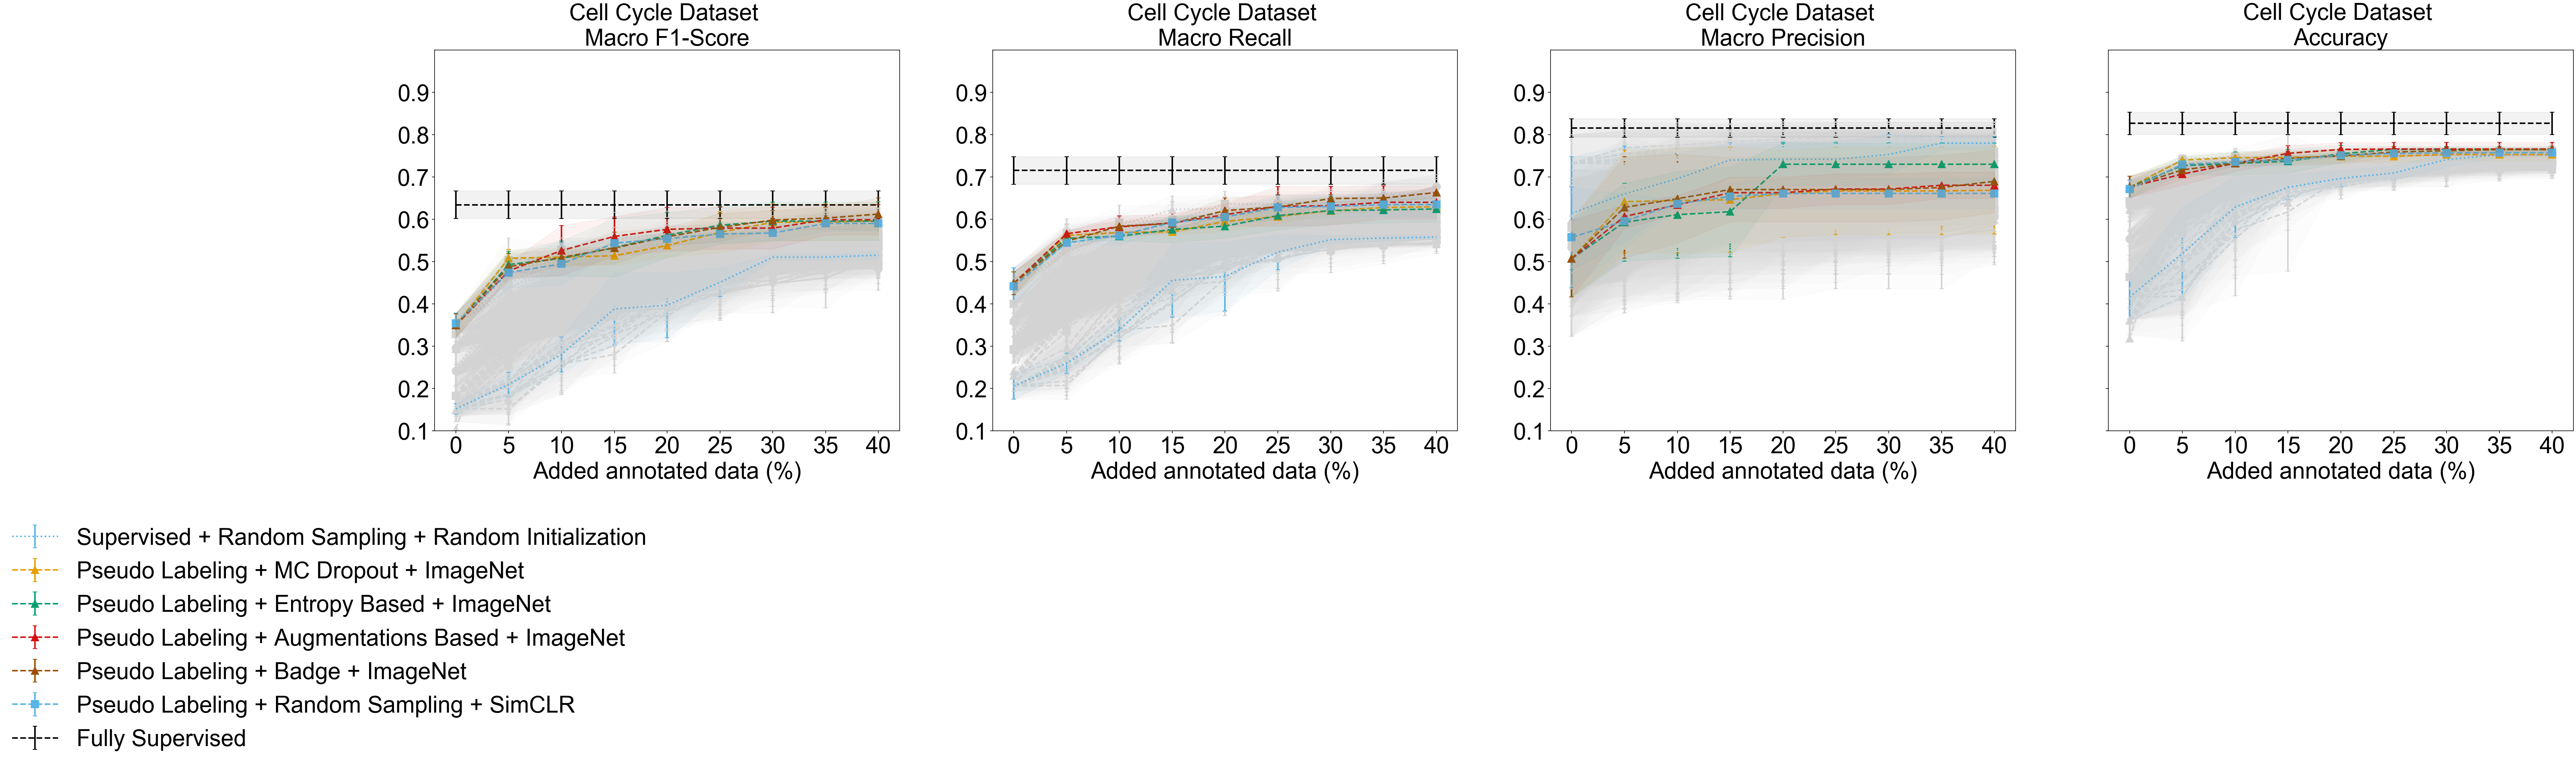 Cell Cycle Dataset
Macro F1-Score
0.9
0.8
0.7
0.6
0.5
0.4
0.3
0.2
0.1
0 5 10 15 20 25 30 35 40
Added annotated data (%)
Cell Cycle Dataset
Macro Recall
0.9
0.8
0.7
0.6
0.5
0.4
0.3
0.2
0.1
0 5 10 15 20 25 30 35 40
Added annotated data (%)
Cell Cycle Dataset
Macro Precision
0.9
0.8
0.7
0.6
0.5
0.4
0.3
0.2
0.1
0 5 10 15 20 25 30 35 40
Added annotated data (%)
Cell Cycle Dataset
Accuracy
0 5 10 15 20 25 30 35 40
Added annotated data (%)
Supervised + Random Sampling + Random Initialization
Pseudo Labeling + MC Dropout + ImageNet
Pseudo Labeling + Entropy Based + ImageNet
Pseudo Labeling + Augmentations Based + ImageNet
Pseudo Labeling + Badge + ImageNet
Pseudo Labeling + Random Sampling + SimCLR
Fully Supervised